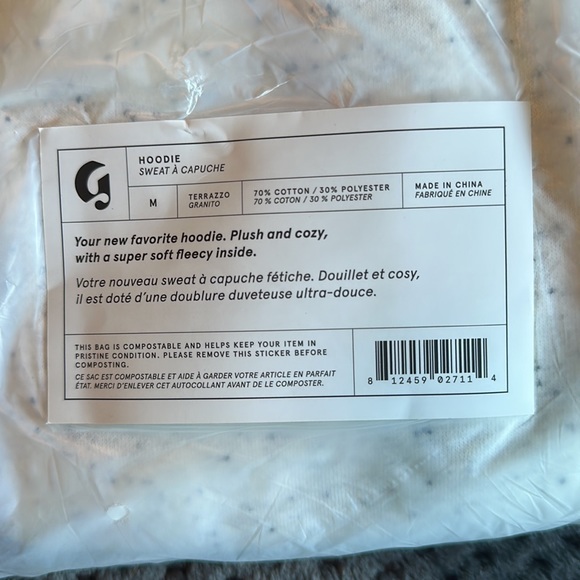 G
HOODIE
SWEAT À CAPUCHE
M
TERRAZZO
GRANITO
70% COTTON / 30% POLYESTER
70 % COTON / 30 % POLYESTER
MADE IN CHINA
FABRIQUÉ EN CHINE
Your new favorite hoodie. Plush and cozy,
with a super soft fleecy inside.
Votre nouveau sweat à capuche fétiche. Douillet et cosy,
il est doté d'une doublure duveteuse ultra-douce.
THIS BAG IS COMPOSTABLE AND HELPS KEEP YOUR ITEM IN
PRISTINE CONDITION. PLEASE REMOVE THIS STICKER BEFORE
COMPOSTING.
CE SAC EST COMPOSTABLE ET AIDE À GARDER VOTRE ARTICLE EN PARFAIT
ÉTAT. MERCI D'ENLEVER CET AUTOCOLLANT AVANT DE LE COMPOSTER.
8 12459 02711 4